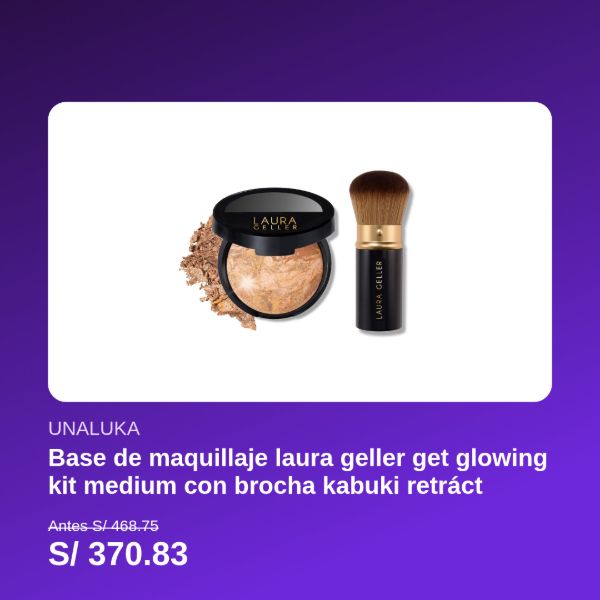 LAURA
GELLER
LAURA GELLER
UNALUKA
Base de maquillaje laura geller get glowing
kit medium con brocha kabuki retráct
Antes S/ 468.75
S/ 370.83